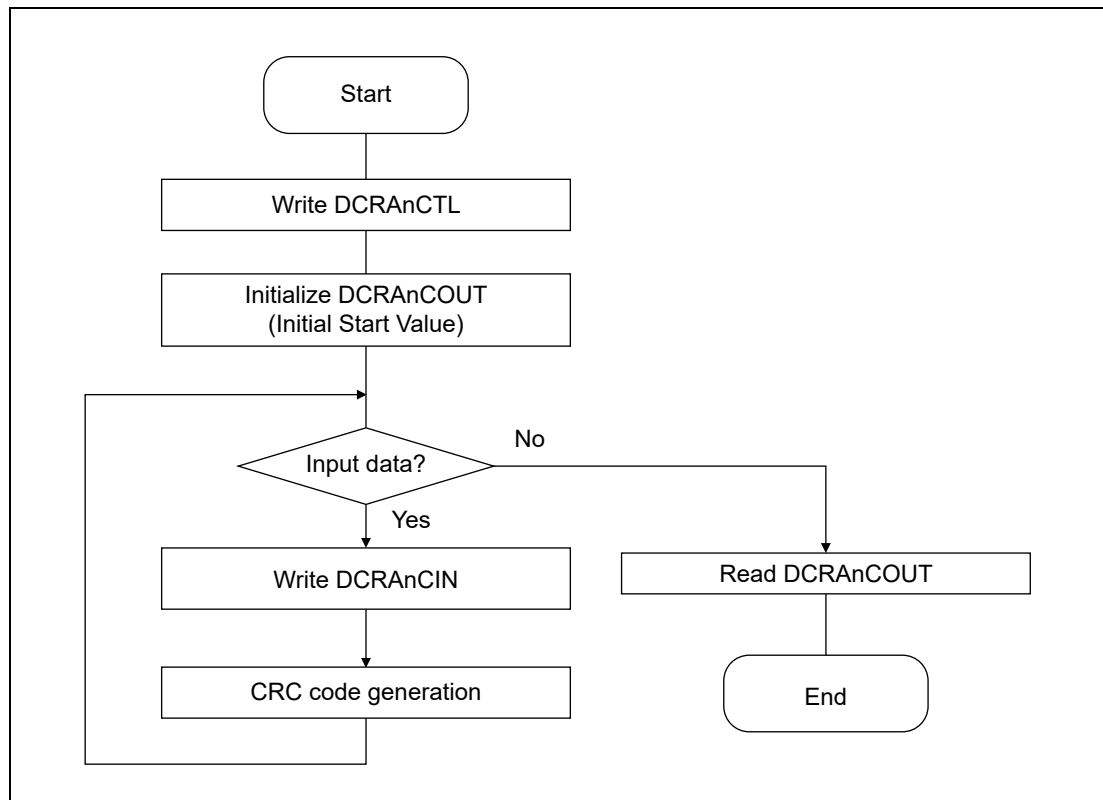 Start
Write DCRAnCTL
Initialize DCRAnCOUT
(Initial Start Value)
Input data?
No
Yes
Write DCRAnCIN
Read DCRAnCOUT
CRC code generation
End